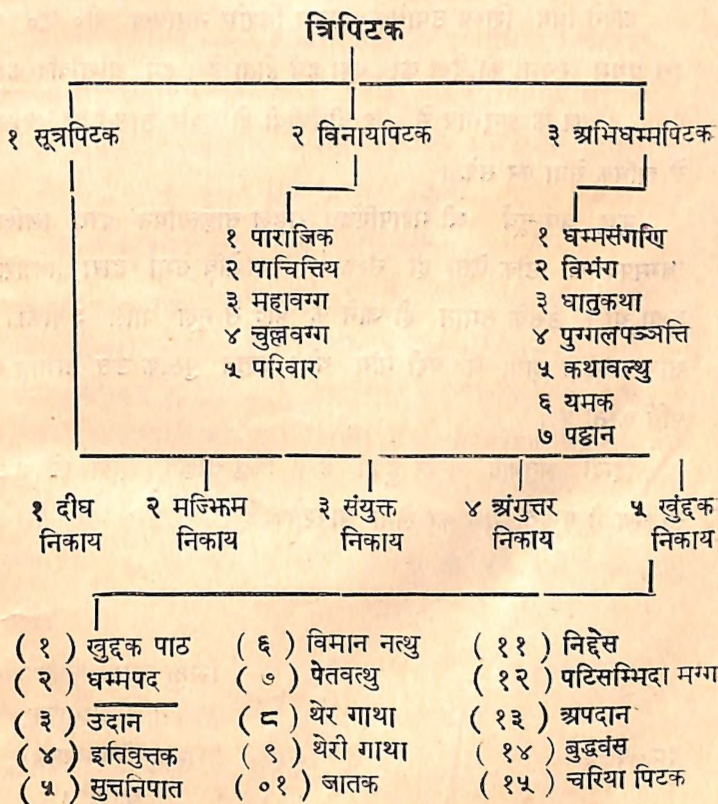 त्रिपिटक
१ सूत्रपिटक २ विनायपिटक ३ अभिधम्मपिटक
१ पाराजिक
२ पाचित्तिय
३ महावग्ग
४ चुल्लवग्ग
५ परिवार
१ धम्मसंगणि
२ विभंग
३ धातुकथा
४ पुग्गलपञ्ञत्ति
५ कथावत्थु
६ यमक
७ पट्ठान
१ दीघ निकाय
२ मज्झिम निकाय
३ संयुक्त निकाय
४ अंगुत्तर निकाय
५ खुंद्दक निकाय
( १ ) खुद्दक पाठ
( २ ) धम्मपद
( ३ ) उदान
( ४ ) इतिवुत्तक
( ५ ) सुत्तनिपात
( ६ ) विमान नत्थु
( ७ ) पेतवत्थु
( ८ ) थेर गाथा
( ९ ) थेरी गाथा
( ०१ ) जातक
( ११ ) निद्देस
( १२ ) पटिसम्भिदा मग्ग
( १३ ) अपदान
( १४ ) बुद्धवंस
( १५ ) चरिया पिटक